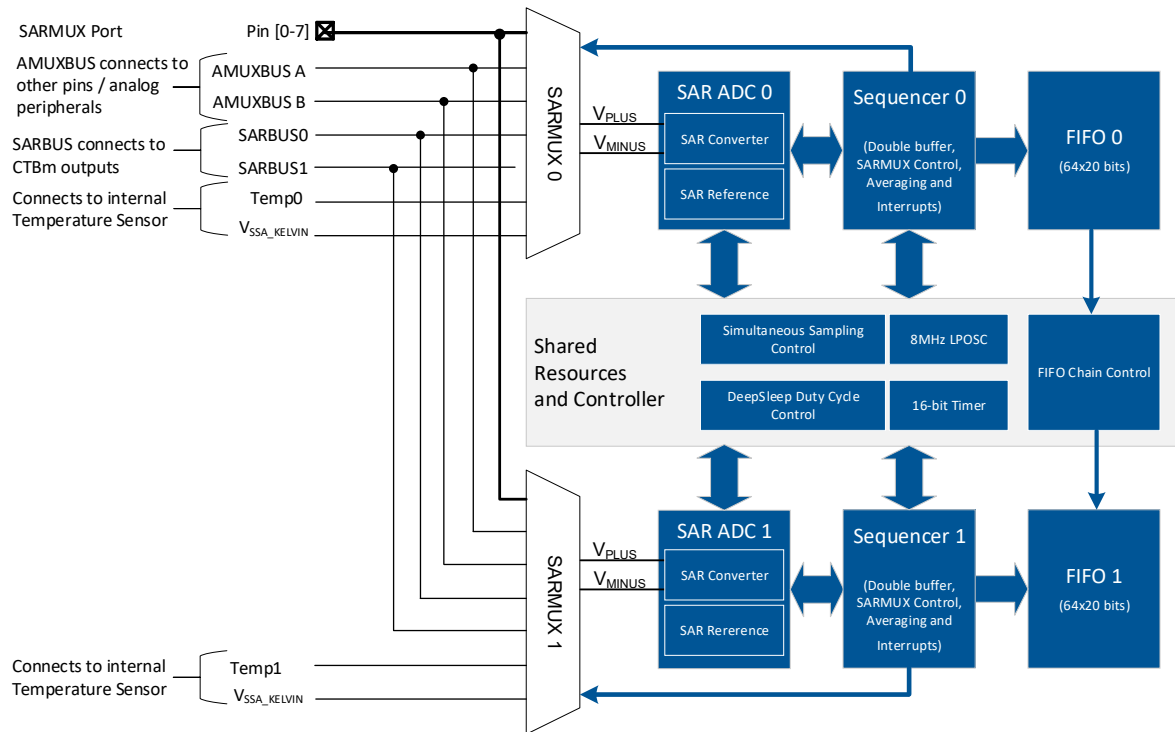 SARMUX Port
Pin [0-7]
AMUXBUS connects to
other pins / analog
peripherals
AMUXBUS A
AMUXBUS B
SARBUS connects to
CTBm outputs
SARBUS0
SARBUS1
Connects to internal
Temperature Sensor
Temp0
VSSA_KELVIN
SARMUX 0
VPLUS
VMINUS
SAR ADC 0
SAR Converter
SAR Reference
Sequencer 0
(Double buffer,
SARMUX Control,
Averaging and
Interrupts)
FIFO 0
(64x20 bits)
Shared
Resources
and Controller
Simultaneous Sampling
Control
8MHz LPOSC
DeepSleep Duty Cycle
Control
16-bit Timer
FIFO Chain Control
SARMUX 1
VPLUS
VMINUS
SAR ADC 1
SAR Converter
SAR Rererence
Sequencer 1
(Double buffer,
SARMUX Control,
Averaging and
Interrupts)
FIFO 1
(64x20 bits)
Connects to internal
Temperature Sensor
Temp1
VSSA_KELVIN